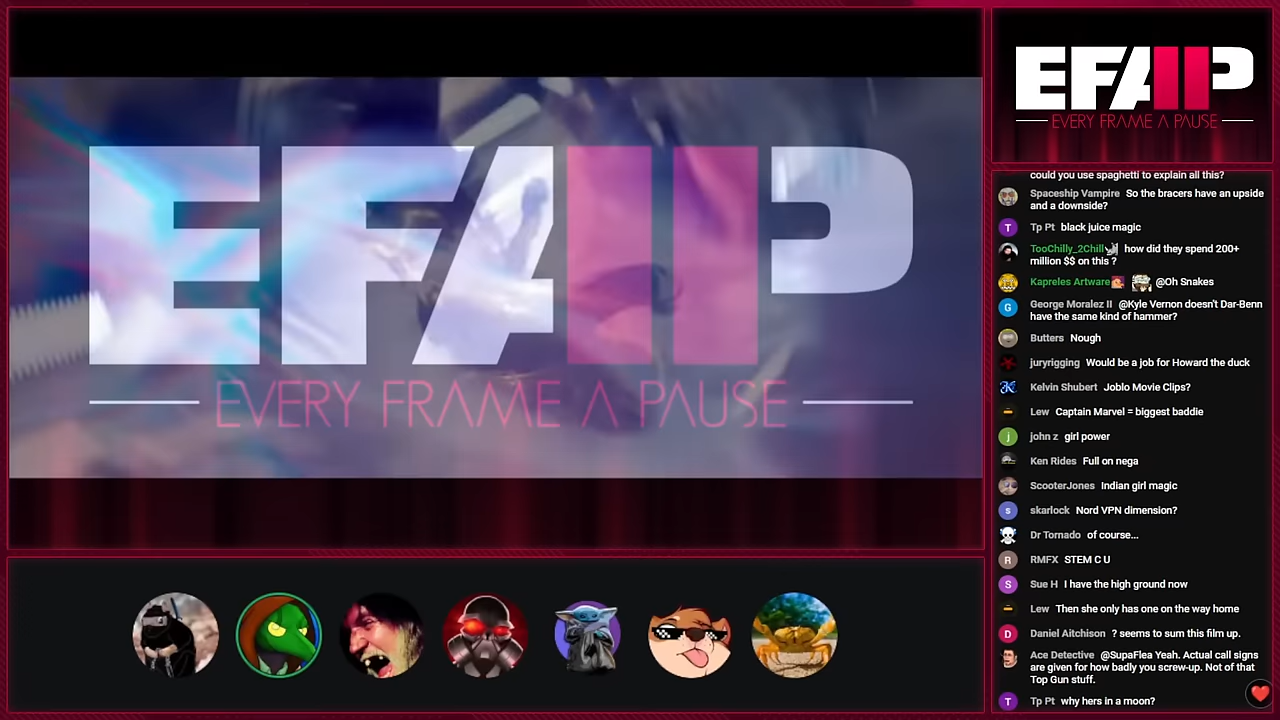 EFAP
EVERY FRAME A PAUSE
EFAP
EVERY FRAME A PAUSE
could you use spaghetti to explain all this?
Spaceship Vampire So the bracers have an upside
and a downside?
T Tp Pt black juice magic
TooChilly_2Chill how did they spend 200+
million $$ on this ?
Kapreles Artware @Oh Snakes
G George Moralez II @Kyle Vernon doesn't Dar-Benn
have the same kind of hammer?
Butters Nough
juryrigging Would be a job for Howard the duck
Kelvin Shubert Joblo Movie Clips?
Lew Captain Marvel = biggest baddie
j john z girl power
Ken Rides Full on nega
ScooterJones Indian girl magic
s skarlock Nord VPN dimension?
Dr Tornado of course...
R RMFX STEM C U
S Sue H I have the high ground now
Lew Then she only has one on the way home
D Daniel Aitchison ? seems to sum this film up.
Ace Detective @SupaFlea Yeah. Actual call signs
are given for how badly you screw-up. Not of that
Top Gun stuff.
T Tp Pt why hers in a moon?